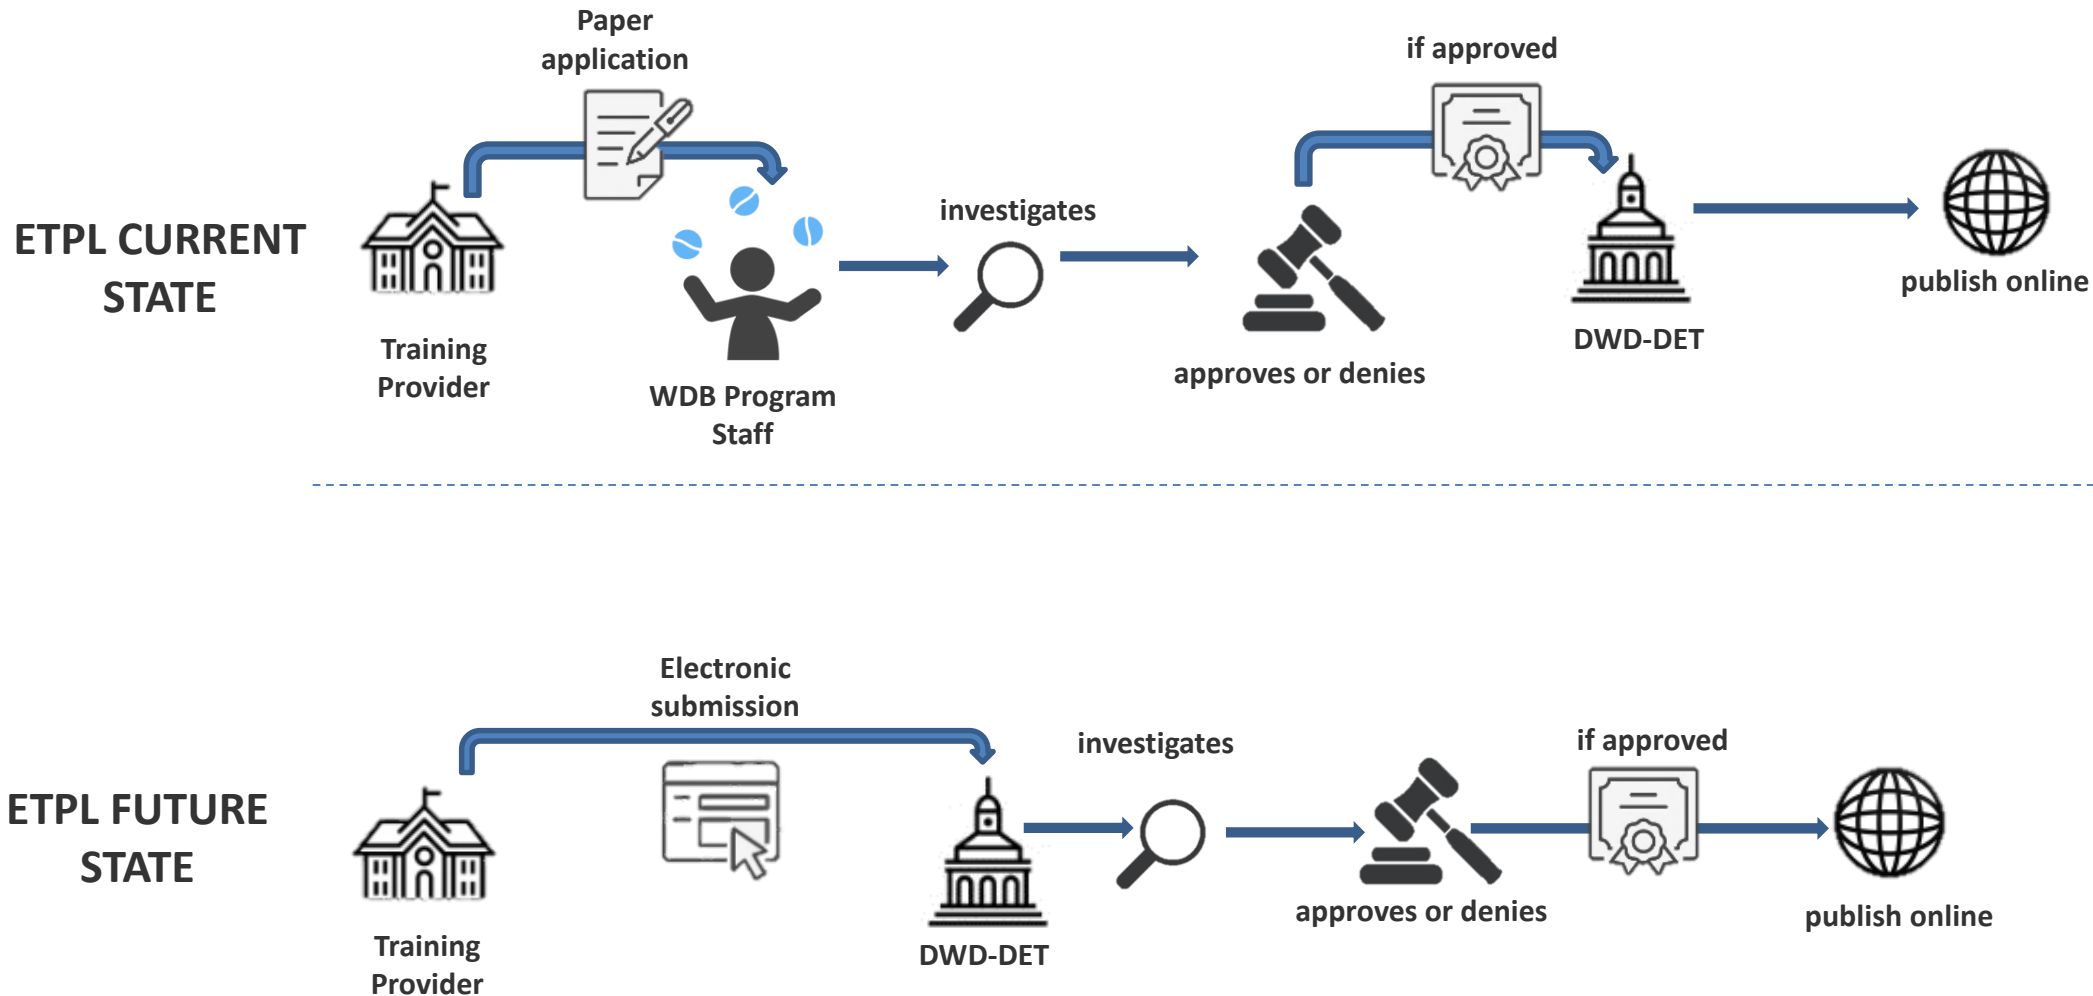 ETPL CURRENT
STATE
Paper
application
Training
Provider
WDB Program
Staff
investigates
approves or denies
if approved
DWD-DET
publish online
ETPL FUTURE
STATE
Electronic
submission
Training
Provider
DWD-DET
investigates
approves or denies
if approved
publish online